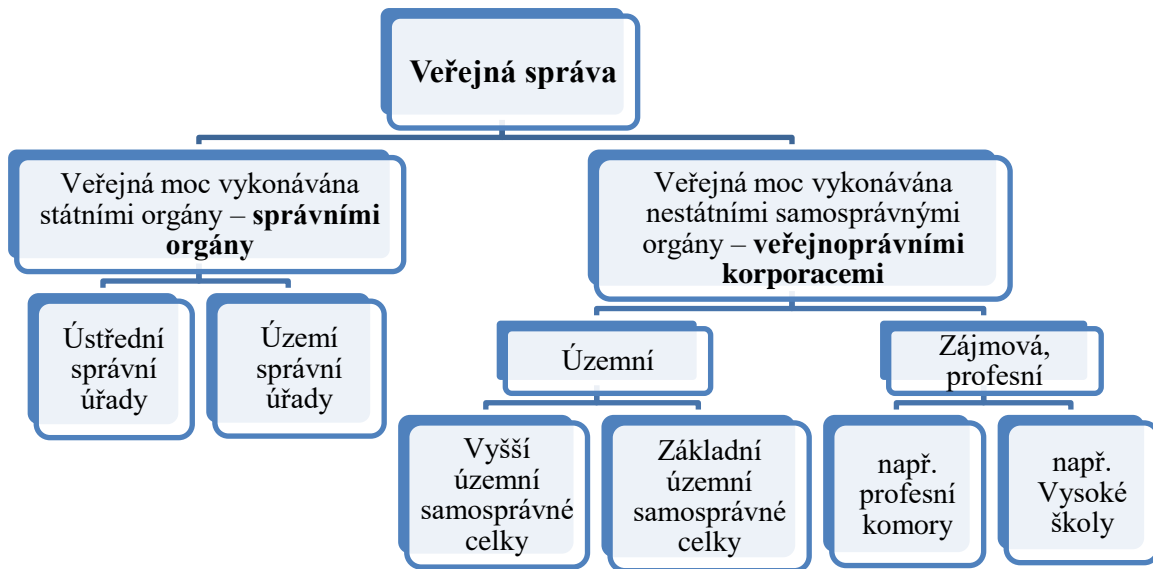 Veřejná správa
Veřejná moc vykonávána
státními orgány – správními
orgány
Veřejná moc vykonávána
nestátními samosprávnými
orgány – veřejnoprávními
korporacemi
Ústřední
správní
úřady
Území
správní
úřady
Územní
Zájmová,
profesní
Vyšší
územní
samosprávné
celky
Základní
územní
samosprávné
celky
např.
profesní
komory
např.
Vysoké
školy